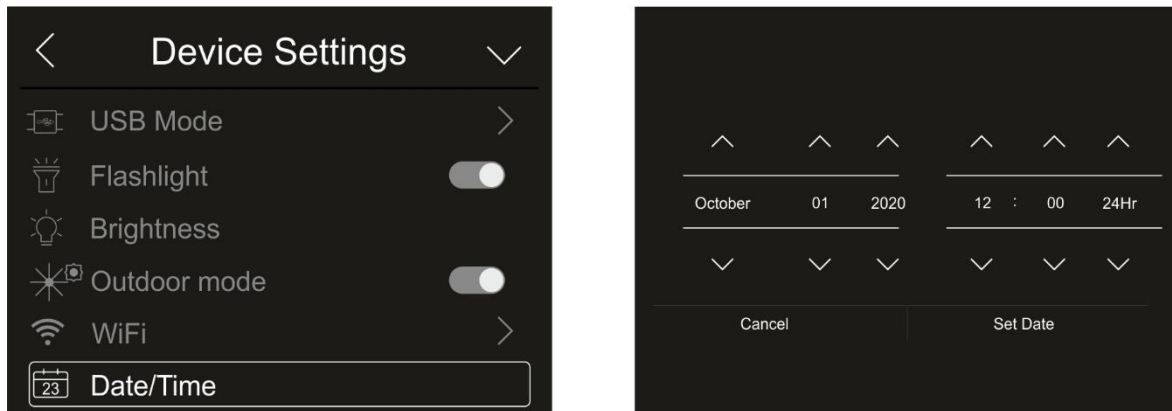 Device Settings
USB Mode
Flashlight
Brightness
Outdoor mode
WiFi
23 Date/Time
October 01 2020 12 : 00 24Hr
Cancel Set Date